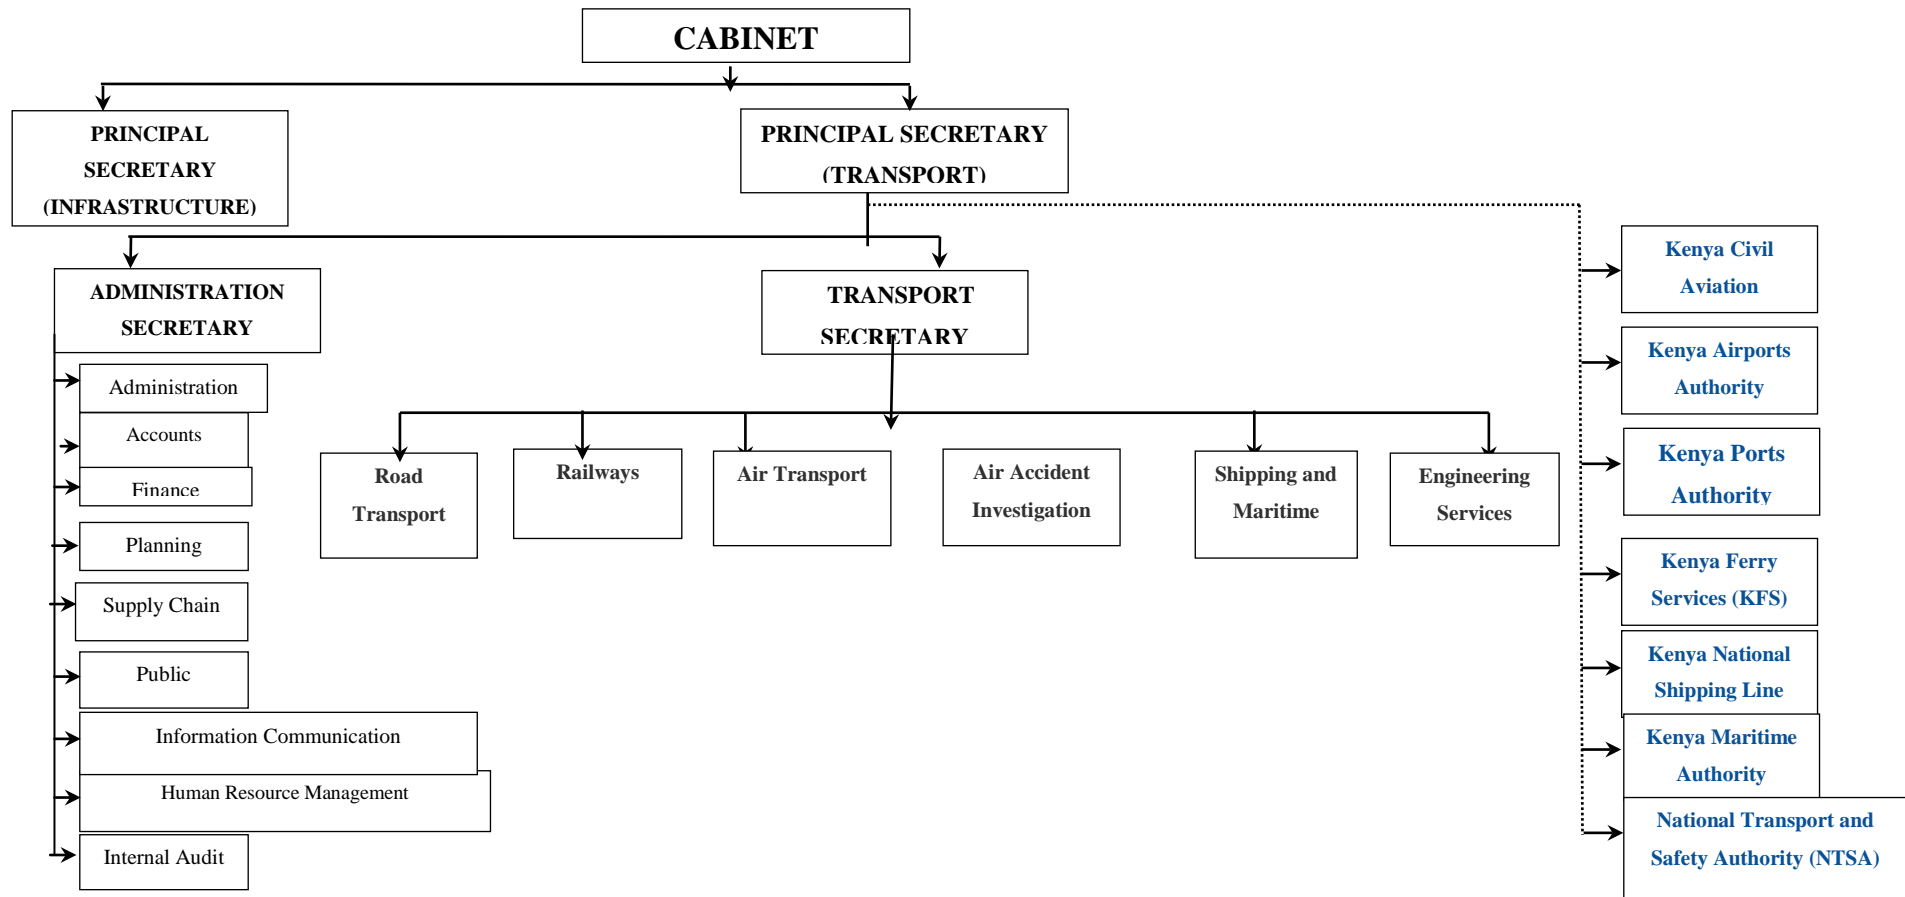 CABINET
PRINCIPAL
SECRETARY
(INFRASTRUCTURE)
PRINCIPAL SECRETARY
(TRANSPORT)
ADMINISTRATION
SECRETARY
TRANSPORT
SECRETARY
Administration
Accounts
Finance
Planning
Supply Chain
Public
Information Communication
Human Resource Management
Internal Audit
Road
Transport
Railways
Air Transport
Air Accident
Investigation
Shipping and
Maritime
Engineering
Services
Kenya Civil
Aviation
Kenya Airports
Authority
Kenya Ports
Authority
Kenya Ferry
Services (KFS)
Kenya National
Shipping Line
Kenya Maritime
Authority
National Transport and
Safety Authority (NTSA)